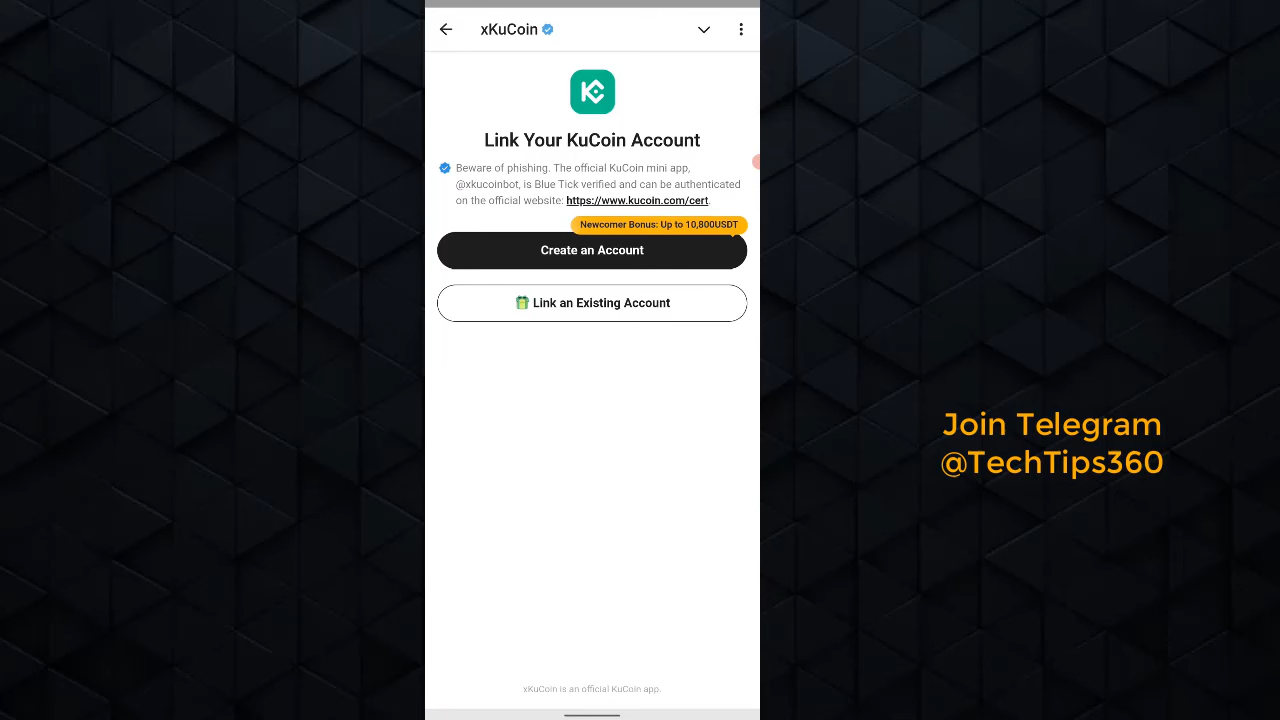 xKuCoin
Link Your KuCoin Account
Beware of phishing. The official KuCoin mini app,
@xkucoinbot, is Blue Tick verified and can be authenticated
on the official website: https://www.kucoin.com/cert.
Newcomer Bonus: Up to 10,800USDT
Create an Account
Link an Existing Account
Join Telegram
@TechTips360
xKuCoin is an official KuCoin app.